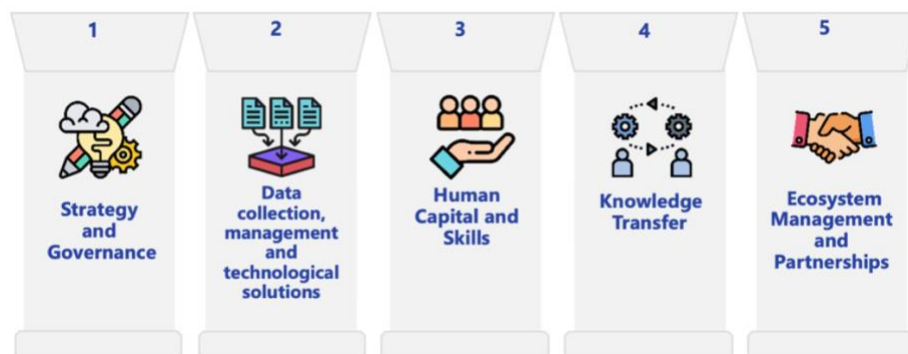 1
Strategy
and
Governance
2
Data
collection,
management
and
technological
solutions
3
Human
Capital and
Skills
4
Knowledge
Transfer
5
Ecosystem
Management
and
Partnerships